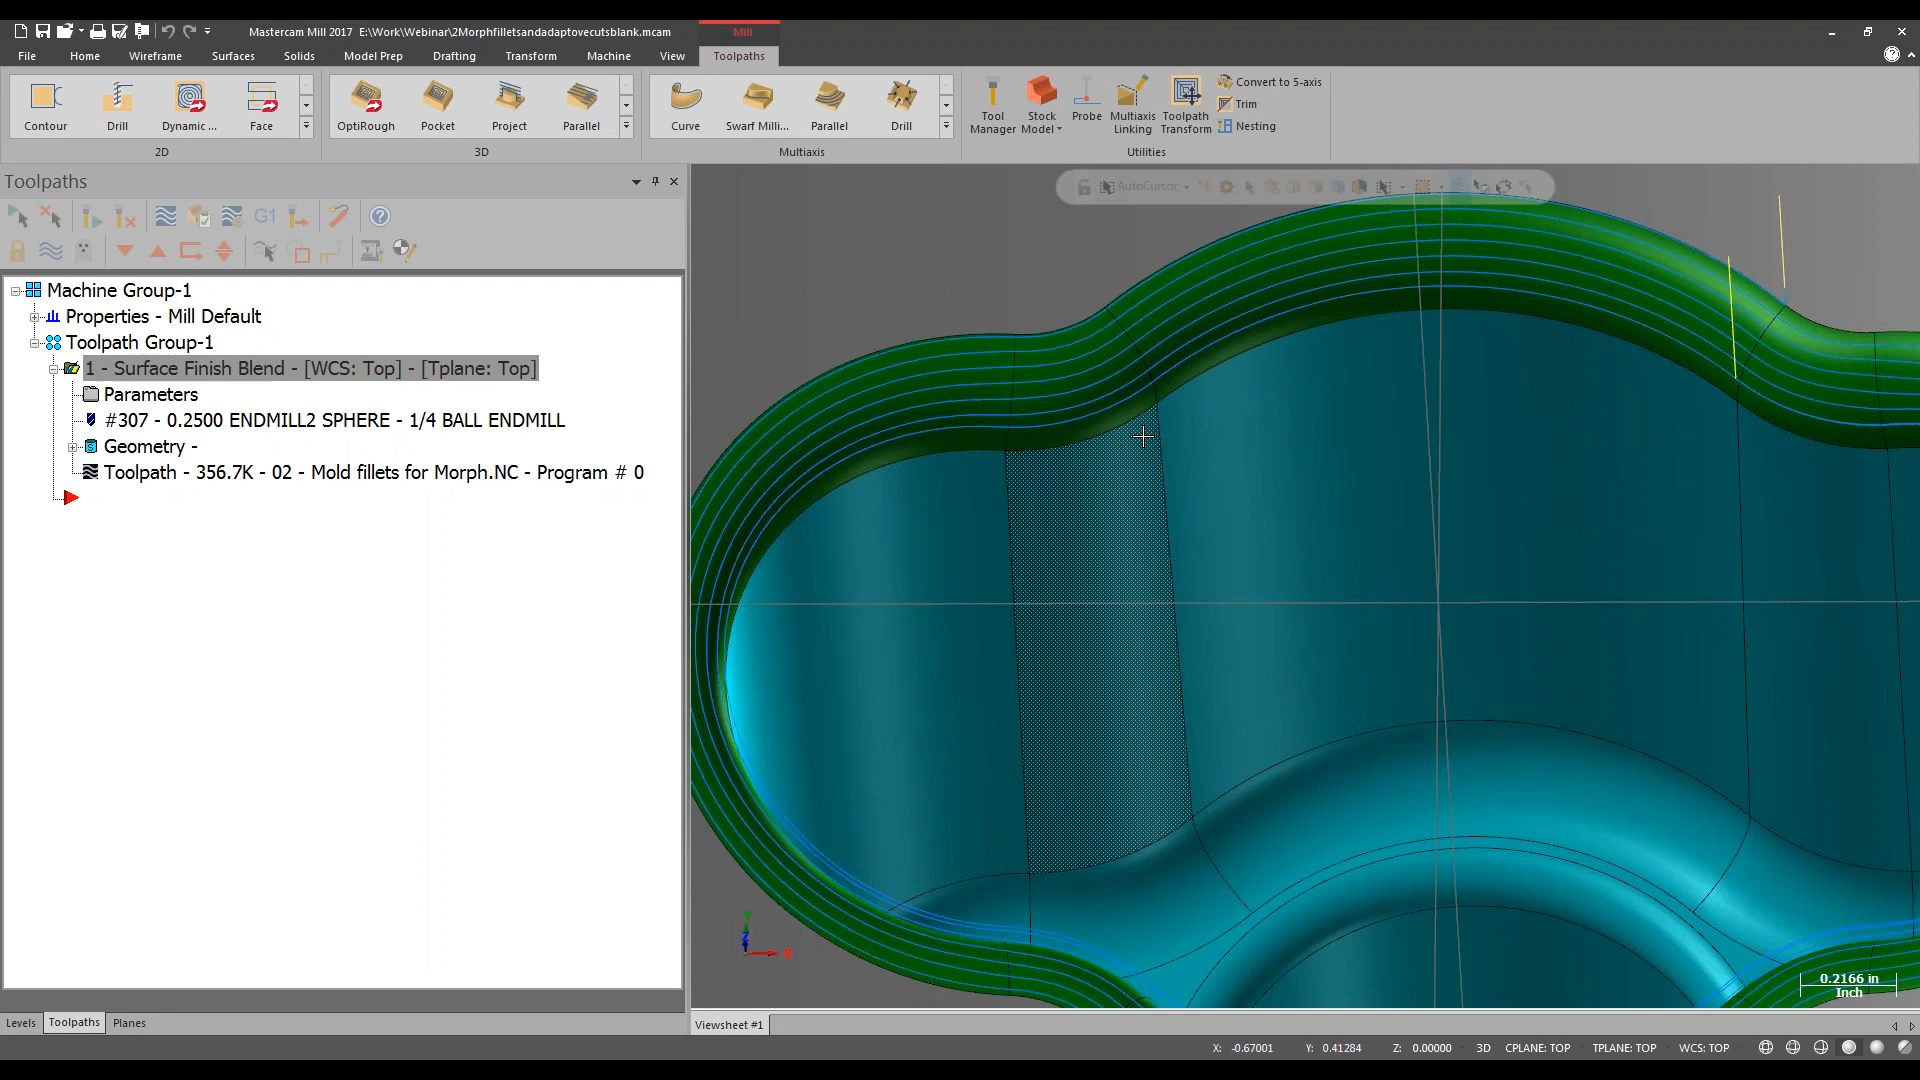 Mastercam Mill 2017  E:\Work\Webinar\2Morphfilletsandadaptovecutsblank.mcam
Mill
File Home Wireframe Surfaces Solids Model Prep Drafting Transform Machine View Toolpaths
Contour Drill Dynamic ... Face
2D
OptiRough Pocket Project Parallel
3D
Curve Swarf Milli... Parallel Drill
Multiaxis
Tool Manager
Stock Model
Probe
Multiaxis Linking
Toolpath Transform
Convert to 5-axis
Trim
Nesting
Utilities
Toolpaths
G1
AutoCursor
Machine Group-1
Properties - Mill Default
Toolpath Group-1
1 - Surface Finish Blend - [WCS: Top] - [Tplane: Top]
Parameters
#307 - 0.2500 ENDMILL2 SPHERE - 1/4 BALL ENDMILL
Geometry -
Toolpath - 356.7K - 02 - Mold fillets for Morph.NC - Program # 0
Y
Z
X
0.2166 in
Inch
Levels Toolpaths Planes
Viewsheet #1
X: -0.67001 Y: 0.41284 Z: 0.00000 3D CPLANE: TOP TPLANE: TOP WCS: TOP